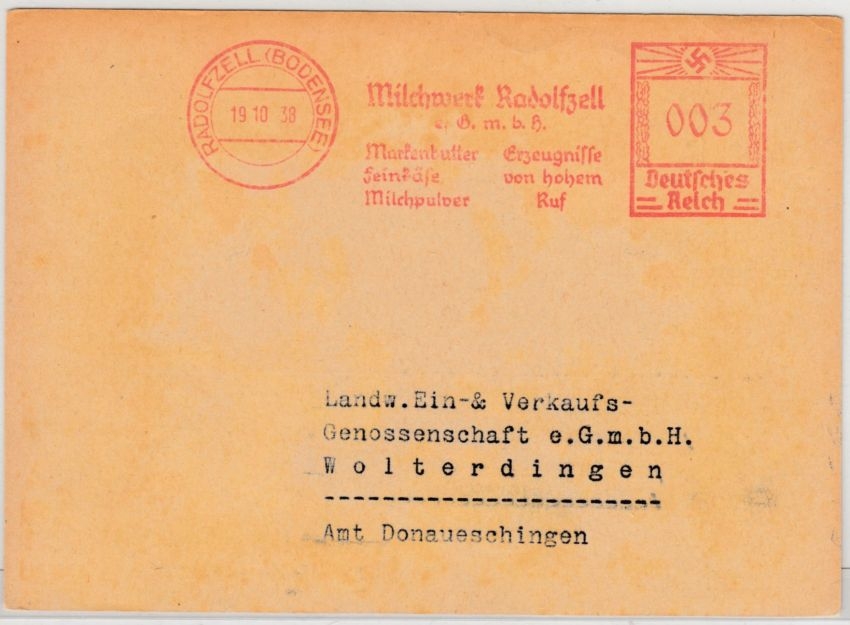 RADOLFZELL (BODENSEE)
19 10 38
Milchwerk Radolfzell
e. G. m. b. H.
Markenbutter Erzeugnisse
Feinkäse von hohem
Milchpulver Ruf
003
Deutsches
Reich
Landw.Ein-& Verkaufs-
Genossenschaft e.G.m.b.H.
Wolterdingen
-----------------------
Amt Donaueschingen